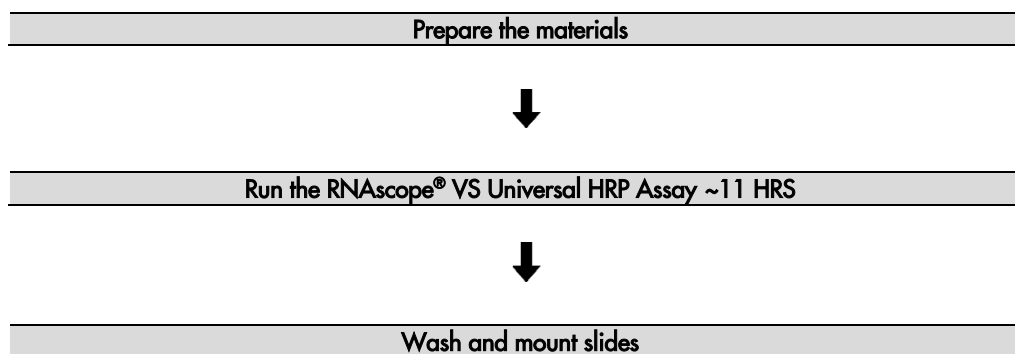 Prepare the materials
Run the RNAscope® VS Universal HRP Assay ~11 HRS
Wash and mount slides